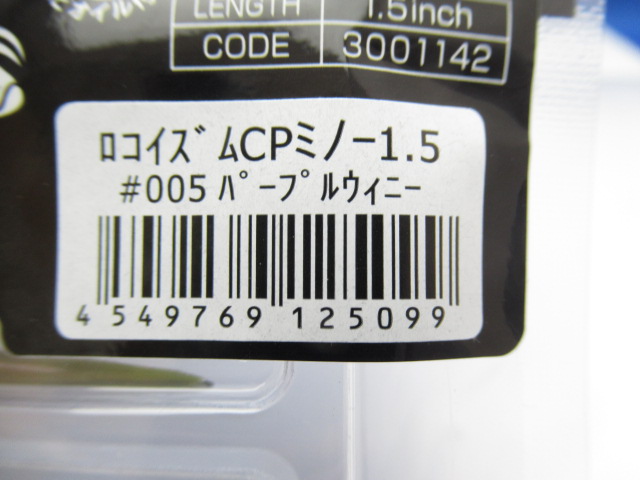 LENGTH 1.5inch
CODE 3001142
ﾛｺｲｽﾞﾑCPミノー1.5
#005 ﾊﾟｰﾌﾟﾙｳｨﾆｰ
4 549769 125099